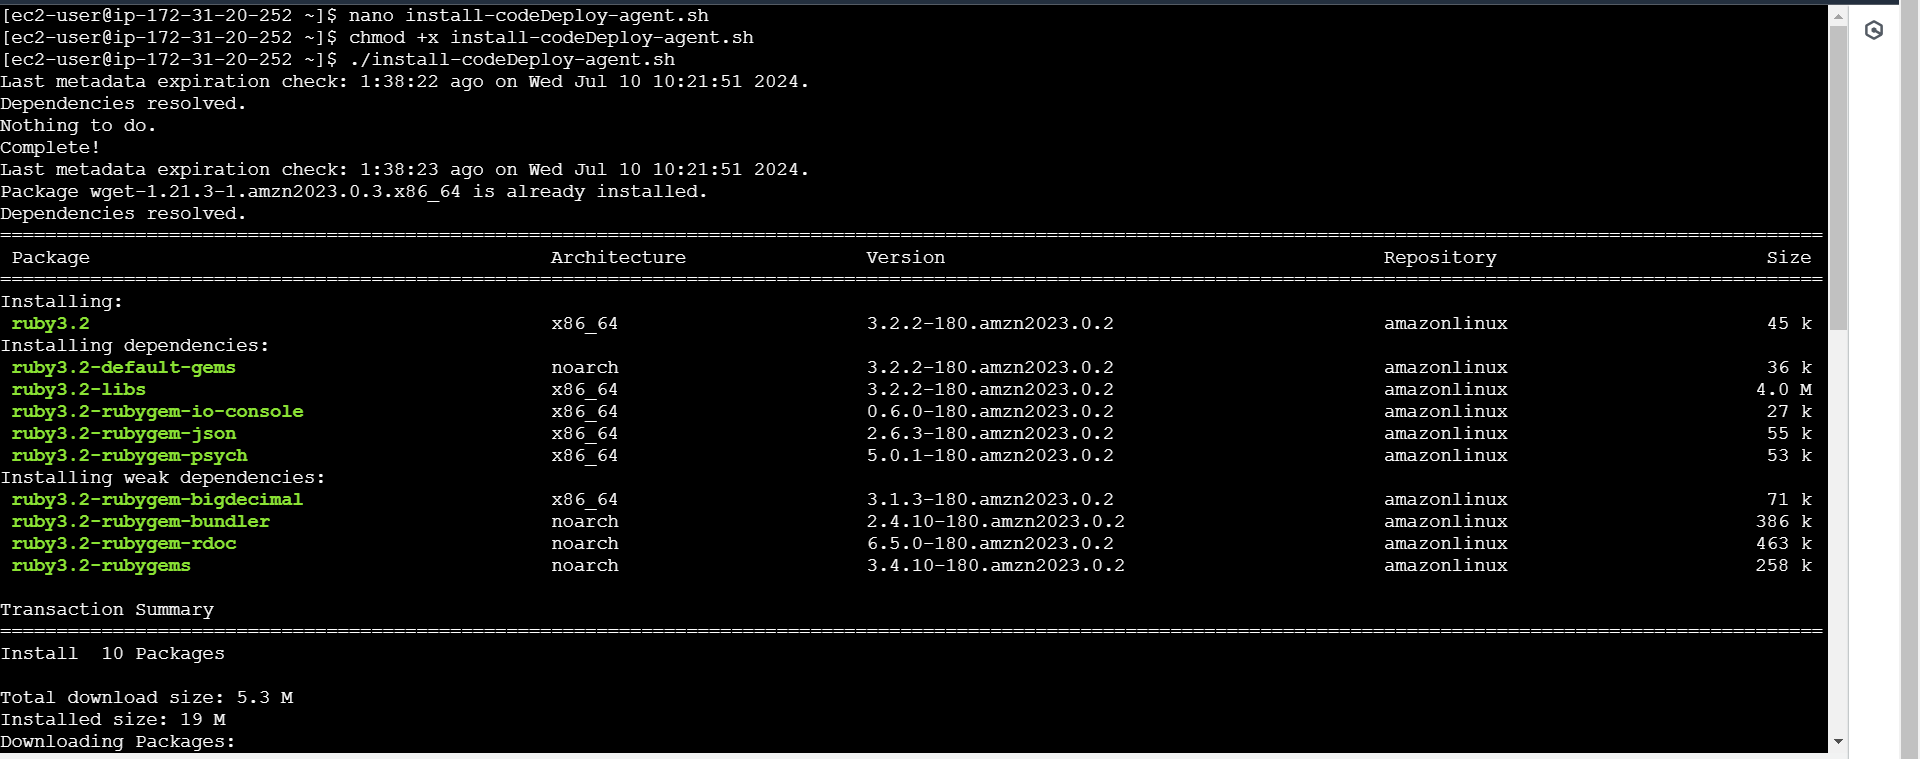 [ec2-user@ip-172-31-20-252 ~]$ nano install-codeDeploy-agent.sh
[ec2-user@ip-172-31-20-252 ~]$ chmod +x install-codeDeploy-agent.sh
[ec2-user@ip-172-31-20-252 ~]$ ./install-codeDeploy-agent.sh
Last metadata expiration check: 1:38:22 ago on Wed Jul 10 10:21:51 2024.
Dependencies resolved.
Nothing to do.
Complete!
Last metadata expiration check: 1:38:23 ago on Wed Jul 10 10:21:51 2024.
Package wget-1.21.3-1.amzn2023.0.3.x86_64 is already installed.
Dependencies resolved.
Package Architecture Version Repository Size
Installing:
ruby3.2 x86_64 3.2.2-180.amzn2023.0.2 amazonlinux 45 k
Installing dependencies:
ruby3.2-default-gems noarch 3.2.2-180.amzn2023.0.2 amazonlinux 36 k
ruby3.2-libs x86_64 3.2.2-180.amzn2023.0.2 amazonlinux 4.0 M
ruby3.2-rubygem-io-console x86_64 0.6.0-180.amzn2023.0.2 amazonlinux 27 k
ruby3.2-rubygem-json x86_64 2.6.3-180.amzn2023.0.2 amazonlinux 55 k
ruby3.2-rubygem-psych x86_64 5.0.1-180.amzn2023.0.2 amazonlinux 53 k
Installing weak dependencies:
ruby3.2-rubygem-bigdecimal x86_64 3.1.3-180.amzn2023.0.2 amazonlinux 71 k
ruby3.2-rubygem-bundler noarch 2.4.10-180.amzn2023.0.2 amazonlinux 386 k
ruby3.2-rubygem-rdoc noarch 6.5.0-180.amzn2023.0.2 amazonlinux 463 k
ruby3.2-rubygems noarch 3.4.10-180.amzn2023.0.2 amazonlinux 258 k
Transaction Summary
Install  10 Packages
Total download size: 5.3 M
Installed size: 19 M
Downloading Packages: